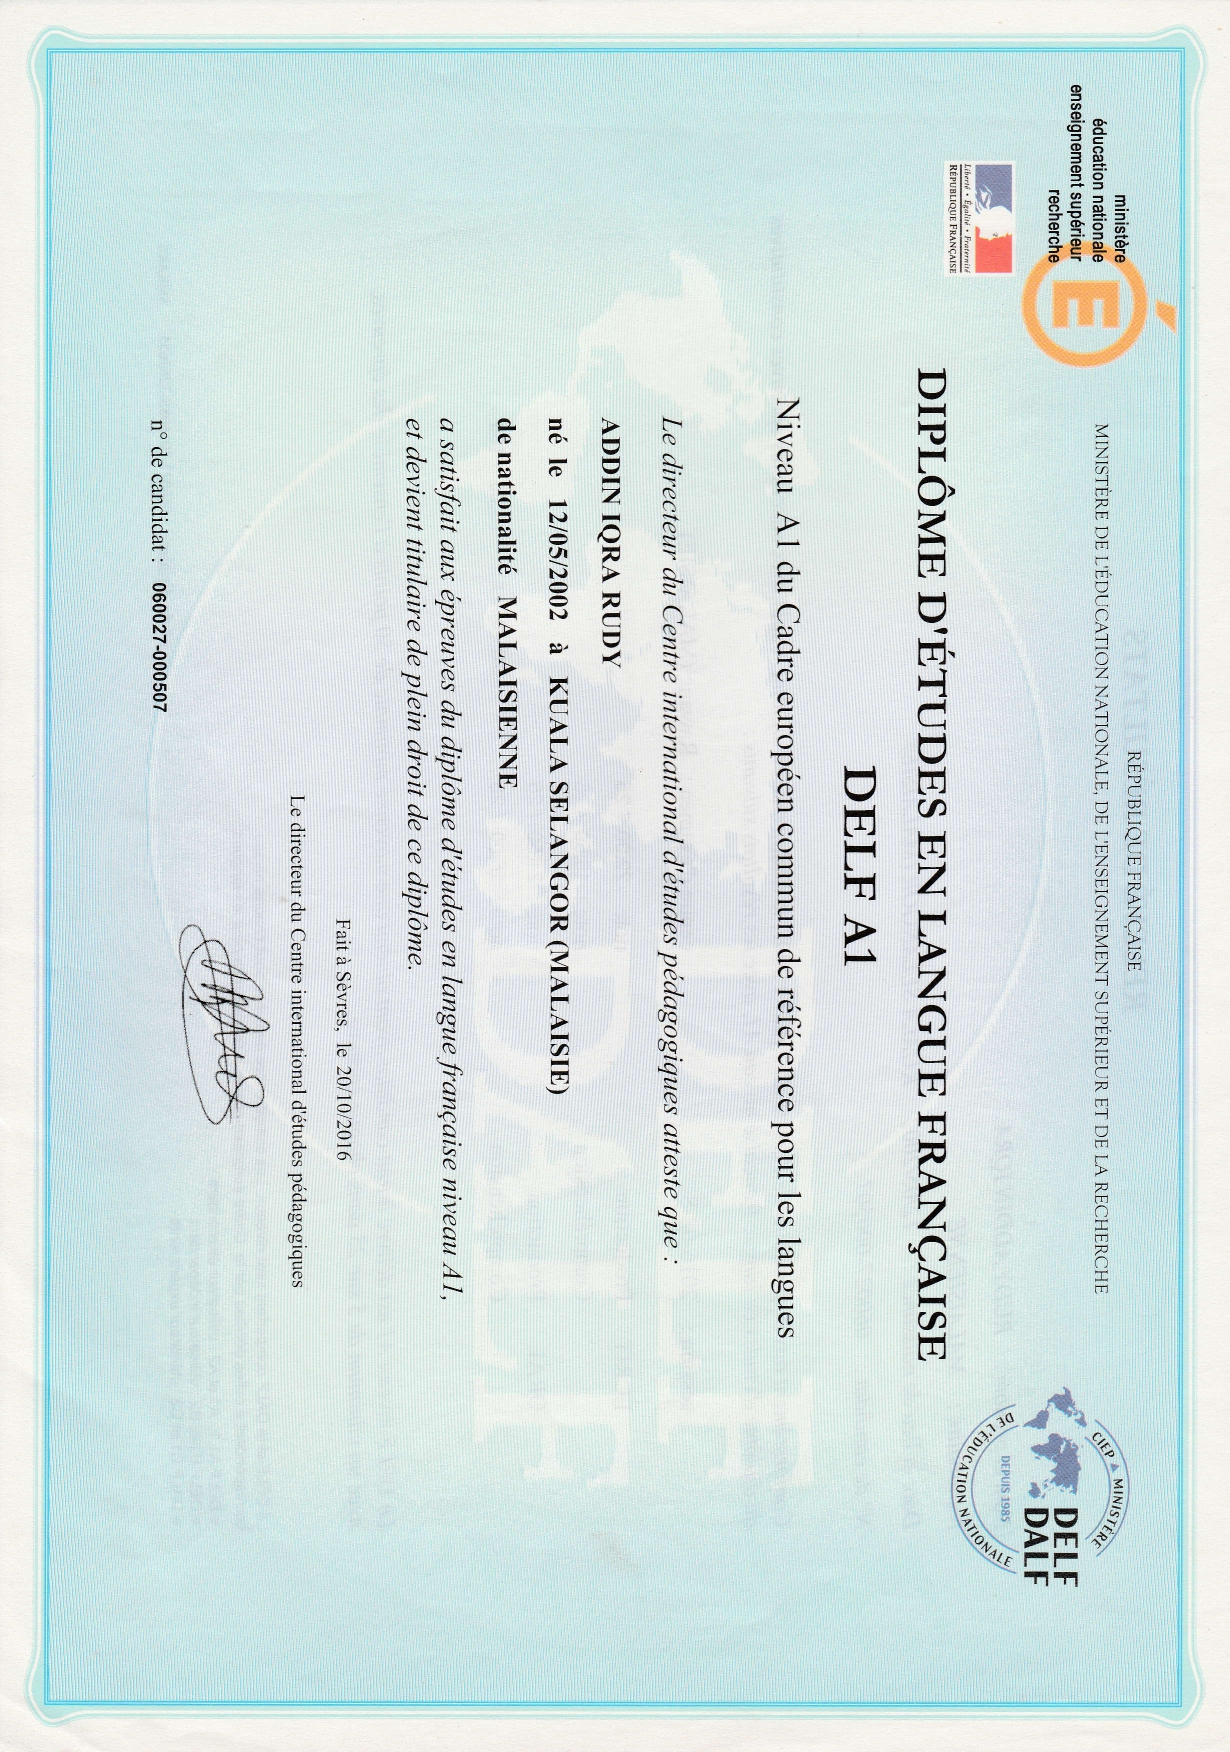 ministère
éducation nationale
enseignement supérieur
recherche
É
Liberté • Égalité • Fraternité
RÉPUBLIQUE FRANÇAISE
RÉPUBLIQUE FRANÇAISE
MINISTÈRE DE L'ÉDUCATION NATIONALE, DE L'ENSEIGNEMENT SUPÉRIEUR ET DE LA RECHERCHE
CIEP ▲ MINISTÈRE
DELF
DALF
DEPUIS 1985
DE L'ÉDUCATION NATIONALE
DIPLÔME D'ÉTUDES EN LANGUE FRANÇAISE
DELF A1
Niveau A1 du Cadre européen commun de référence pour les langues
DELF
DALF
Le directeur du Centre international d'études pédagogiques atteste que :
ADDIN IQRA RUDY
né le 12/05/2002 à KUALA SELANGOR (MALAISIE)
de nationalité MALAISIENNE
a satisfait aux épreuves du diplôme d'études en langue française niveau A1,
et devient titulaire de plein droit de ce diplôme.
Fait à Sèvres, le 20/10/2016
Le directeur du Centre international d'études pédagogiques
n° de candidat : 060027-000507